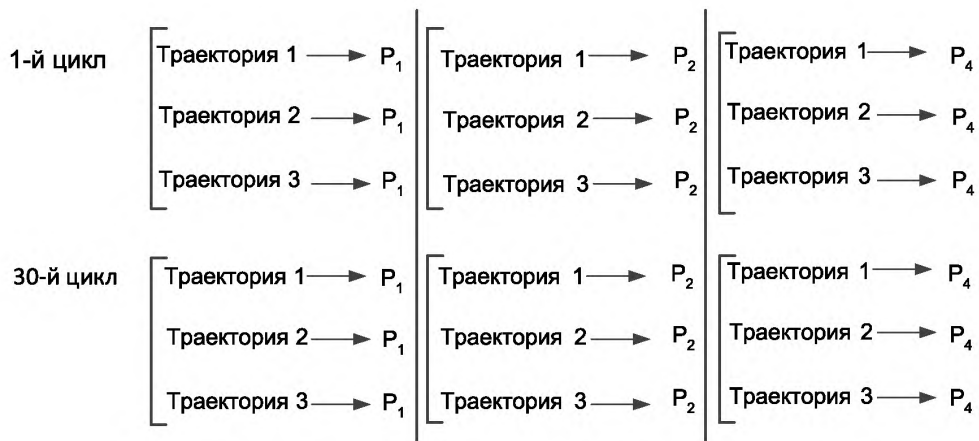 1-й цикл
Траектория 1 P1 Траектория 1 P2 Траектория 1 P4
Траектория 2 P1 Траектория 2 P2 Траектория 2 P4
Траектория 3 P1 Траектория 3 P2 Траектория 3 P4
30-й цикл
Траектория 1 P1 Траектория 1 P2 Траектория 1 P4
Траектория 2 P1 Траектория 2 P2 Траектория 2 P4
Траектория 3 P1 Траектория 3 P2 Траектория 3 P4